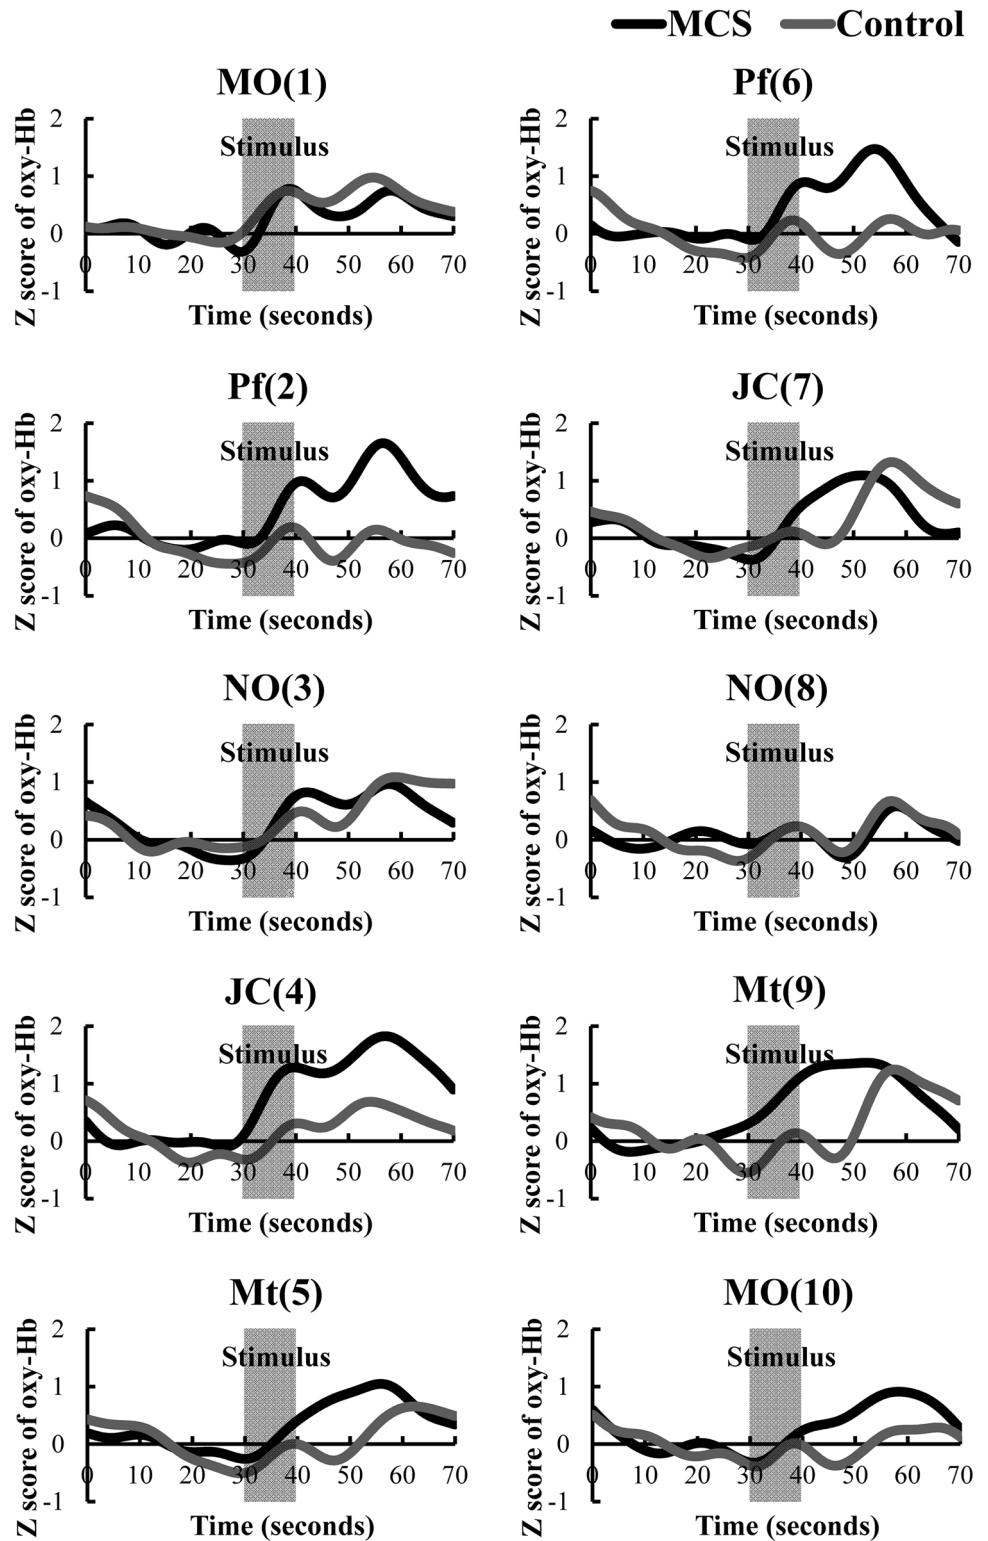 MCS Control
MO(1)
Z score of oxy-Hb
2
1
0
-1
Stimulus
0 10 20 30 40 50 60 70
Time (seconds)
Pf(6)
Z score of oxy-Hb
2
1
0
-1
Stimulus
0 10 20 30 40 50 60 70
Time (seconds)
Pf(2)
Z score of oxy-Hb
2
1
0
-1
Stimulus
0 10 20 30 40 50 60 70
Time (seconds)
JC(7)
Z score of oxy-Hb
2
1
0
-1
Stimulus
0 10 20 30 40 50 60 70
Time (seconds)
NO(3)
Z score of oxy-Hb
2
1
0
-1
Stimulus
0 10 20 30 40 50 60 70
Time (seconds)
NO(8)
Z score of oxy-Hb
2
1
0
-1
Stimulus
0 10 20 30 40 50 60 70
Time (seconds)
JC(4)
Z score of oxy-Hb
2
1
0
-1
Stimulus
0 10 20 30 40 50 60 70
Time (seconds)
Mt(9)
Z score of oxy-Hb
2
1
0
-1
Stimulus
0 10 20 30 40 50 60 70
Time (seconds)
Mt(5)
Z score of oxy-Hb
2
1
0
-1
Stimulus
0 10 20 30 40 50 60 70
Time (seconds)
MO(10)
Z score of oxy-Hb
2
1
0
-1
Stimulus
0 10 20 30 40 50 60 70
Time (seconds)